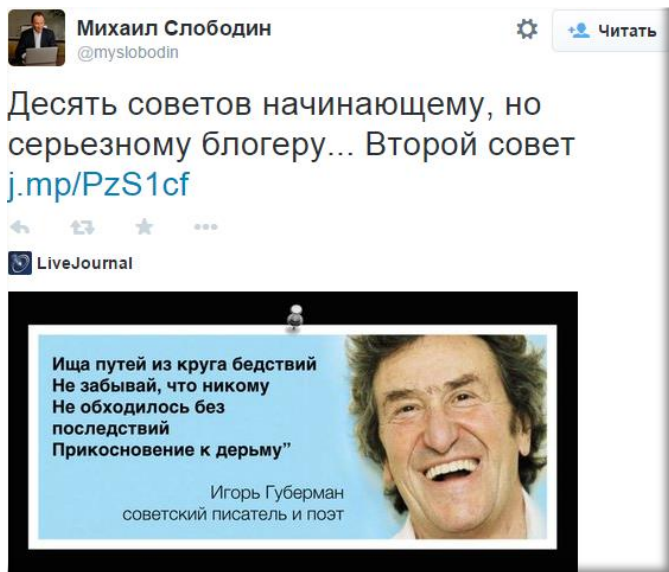 Михаил Слободин
@myslobodin
Читать
Десять советов начинающему, но
серьезному блогеру... Второй совет
j.mp/PzS1cf
LiveJournal
Ища путей из круга бедствий
Не забывай, что никому
Не обходилось без
последствий
Прикосновение к дерьму”
Игорь Губерман
советский писатель и поэт